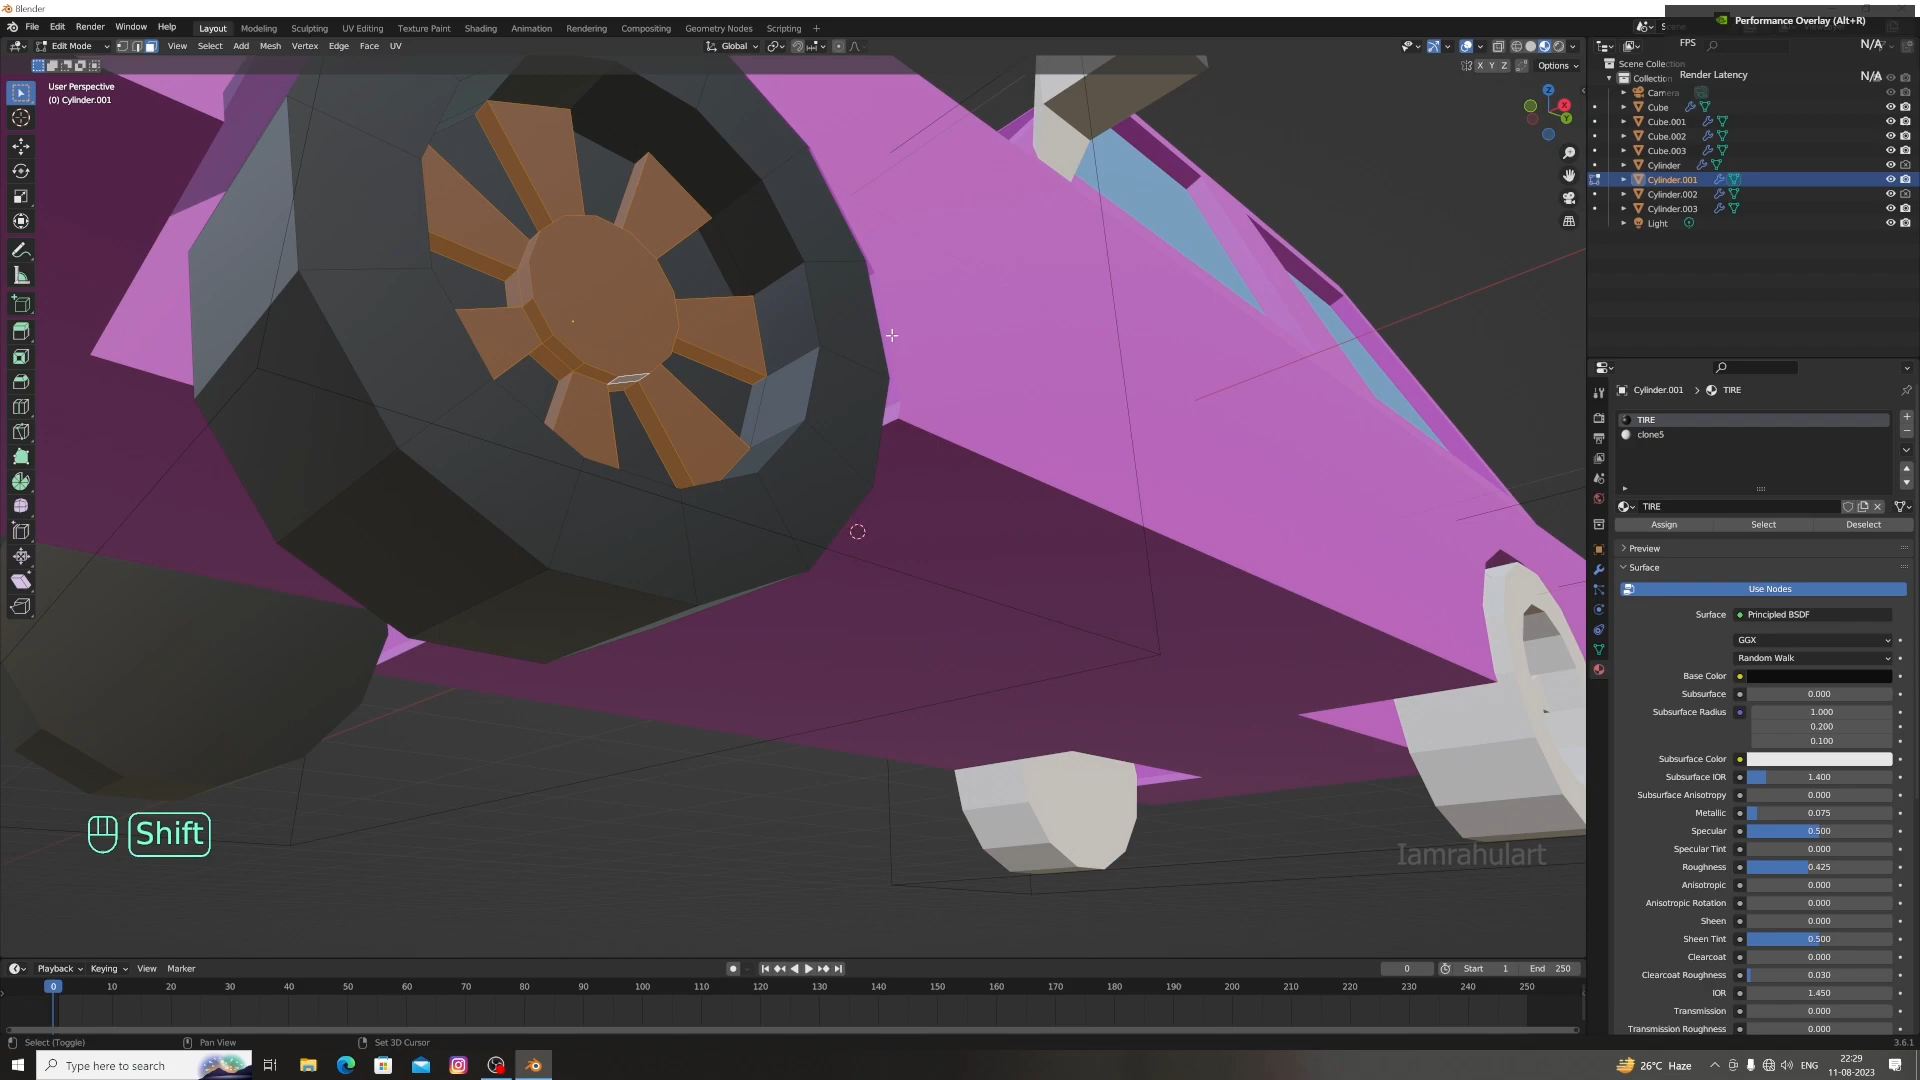 Blender
File Edit Render Window Help Layout Modeling Sculpting UV Editing Texture Paint Shading Animation Rendering Compositing Geometry Nodes Scripting +
Performance Overlay (Alt+R)
Edit Mode View Select Add Mesh Vertex Edge Face UV Global
FPS N/A
X Y Z Options
Scene Collection
Render Latency N/A
User Perspective
(0) Cylinder.001
Collection
Camera
Cube
Cube.001
Cube.002
Cube.003
Cylinder
Cylinder.001
Cylinder.002
Cylinder.003
Light
Z
X
Y
Cylinder.001 > TIRE
TIRE
clone5
TIRE
Assign Select Deselect
Preview
Surface
Use Nodes
Surface Principled BSDF
GGX
Random Walk
Base Color
Subsurface 0.000
Subsurface Radius 1.000
0.200
0.100
Subsurface Color
Subsurface IOR 1.400
Subsurface Anisotropy 0.000
Metallic 0.075
Specular 0.500
Specular Tint 0.000
Roughness 0.425
Anisotropic 0.000
Anisotropic Rotation 0.000
Sheen 0.000
Sheen Tint 0.500
Clearcoat 0.000
Clearcoat Roughness 0.030
IOR 1.450
Transmission 0.000
Transmission Roughness 0.000
Shift
Iamrahulart
Playback Keying View Marker 0 Start 1 End 250
0 10 20 30 40 50 60 70 80 90 100 110 120 130 140 150 160 170 180 190 200 210 220 230 240 250
Select (Toggle) Pan View Set 3D Cursor 3.6.1
Type here to search 26°C Haze ENG 22:29
11-08-2023